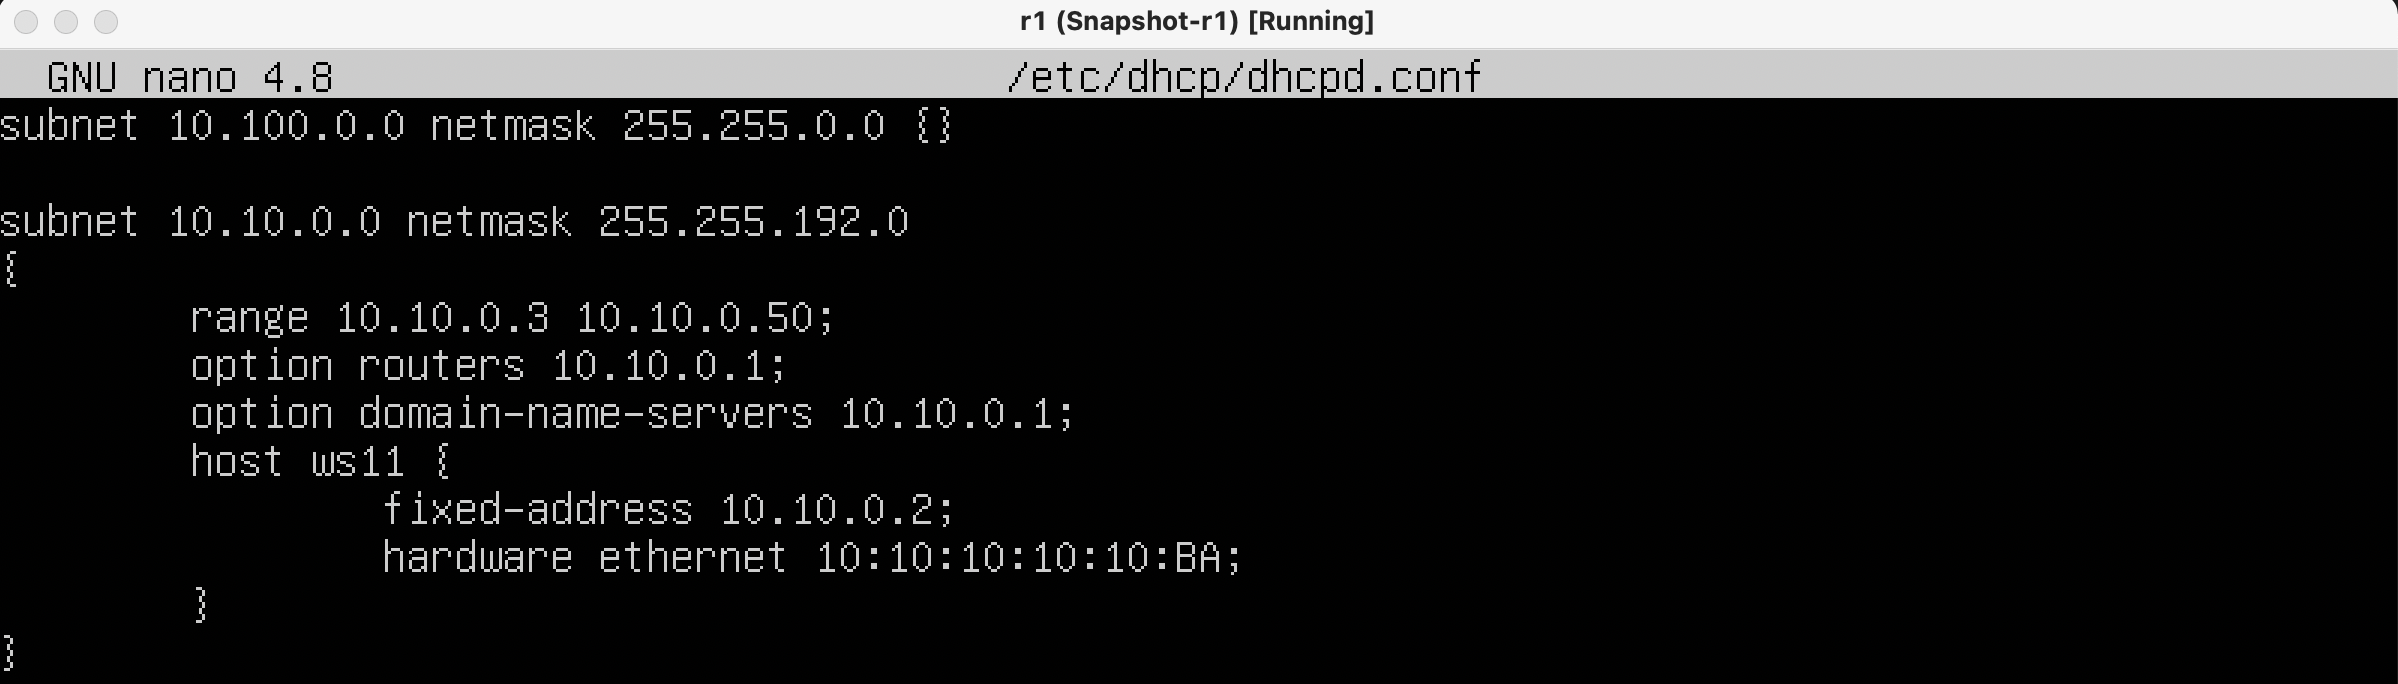 r1 (Snapshot-r1) [Running]
GNU nano 4.8 /etc/dhcp/dhcpd.conf
subnet 10.100.0.0 netmask 255.255.0.0 {}
subnet 10.10.0.0 netmask 255.255.192.0
{
range 10.10.0.3 10.10.0.50;
option routers 10.10.0.1;
option domain-name-servers 10.10.0.1;
host ws11 {
fixed-address 10.10.0.2;
hardware ethernet 10:10:10:10:10:BA;
}
}